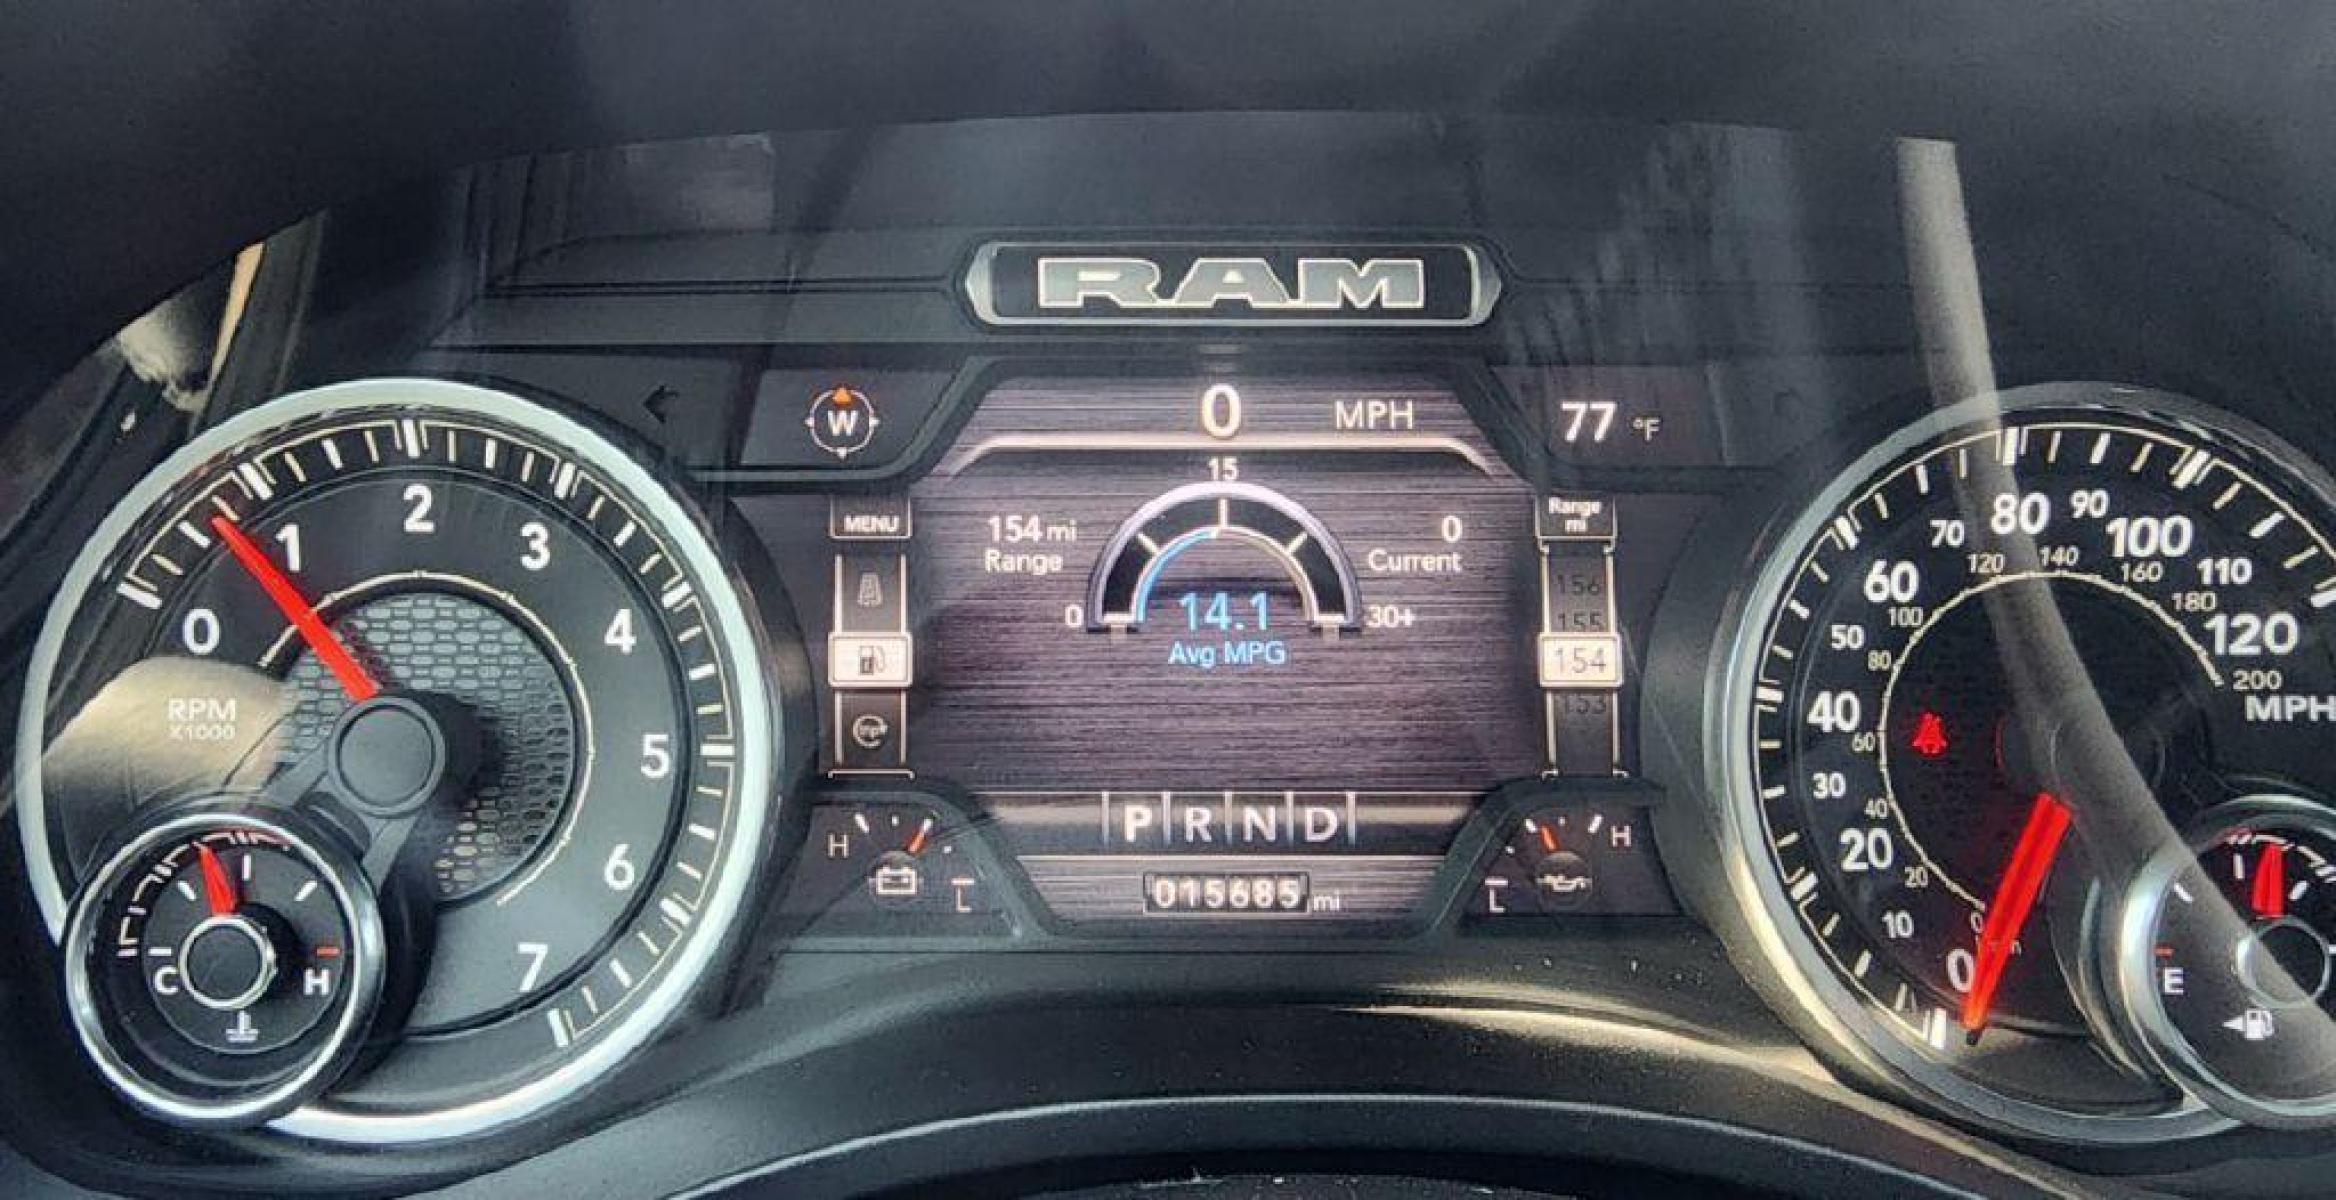 RAM
W
0 MPH
77 °F
15
MENU
154 mi
Range
0
Current
Range
mi
156
155
154
153
0
30+
14.1
Avg MPG
P R N D
015685 mi
H
L
H
L
0
1
2
3
4
5
6
7
RPM
X1000
C
H
0
10
20
30
40
50
60
70
80
90
100
110
120
MPH
0
20
40
60
80
100
120
140
160
180
200
E